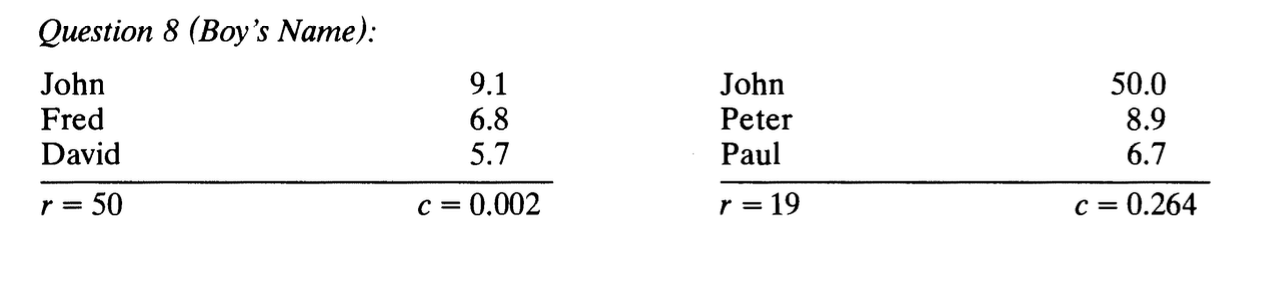 Question 8 (Boy's Name):
John 9.1 John 50.0
Fred 6.8 Peter 8.9
David 5.7 Paul 6.7
r = 50 c = 0.002 r = 19 c = 0.264